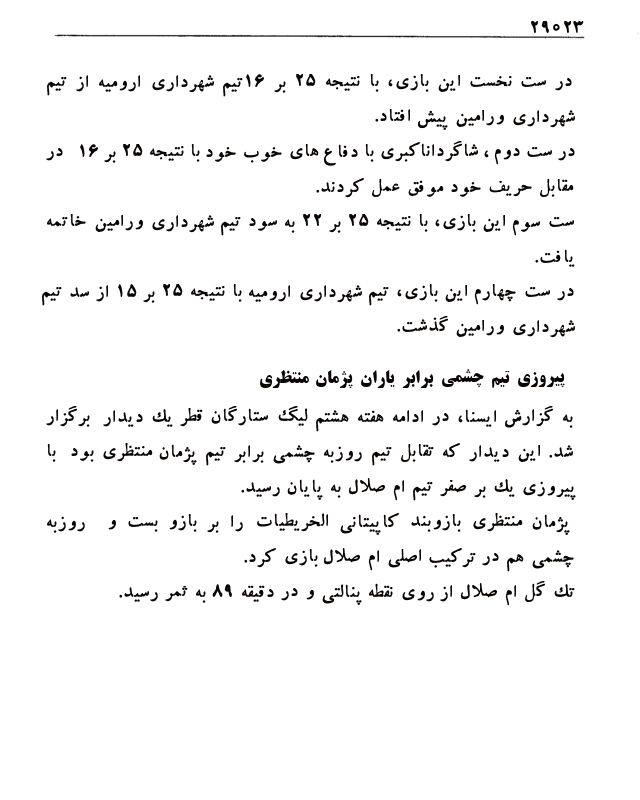 ۲۹۰۲۳
در ست نخست این بازی، با نتیجه ۲۵ بر ۱۶تیم شهرداری ارومیه از تیم
شهرداری ورامین پیش افتاد.
در ست دوم ، شاگرداناکبری با دفاع های خوب خود با نتیجه ۲۵ بر ۱۶ در
مقابل حریف خود موفق عمل کردند.
ست سوم این بازی، با نتیجه ۲۵ بر ۲۲ به سود تیم شهرداری ورامین خاتمه
یافت.
در ست چهارم این بازی، تیم شهرداری ارومیه با نتیجه ۲۵ بر ۱۵ از سد تیم
شهرداری ورامین گذشت.
پیروزی تیم چشمی برابر یاران پژمان منتظری
به گزارش ایسنا، در ادامه هفته هشتم لیگ ستارگان قطر یك دیدار برگزار
شد. این دیدار که تقابل تیم روزبه چشمی برابر تیم پژمان منتظری بود با
پیروزی یك بر صفر تیم ام صلال به پایان رسید.
پژمان منتظری بازوبند کاپیتانی الخریطیات را بر بازو بست و روزبه
چشمی هم در ترکیب اصلی ام صلال بازی کرد.
تك گل ام صلال از روی نقطه پنالتی و در دقیقه ۸۹ به ثمر رسید.